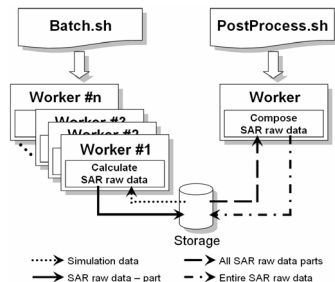 Batch.sh
PostProcess.sh
Worker #n
Worker #3
Worker #2
Worker #1
Calculate
SAR raw data
Worker
Compose
SAR raw data
Storage
Simulation data
All SAR raw data parts
SAR raw data – part
Entire SAR raw data